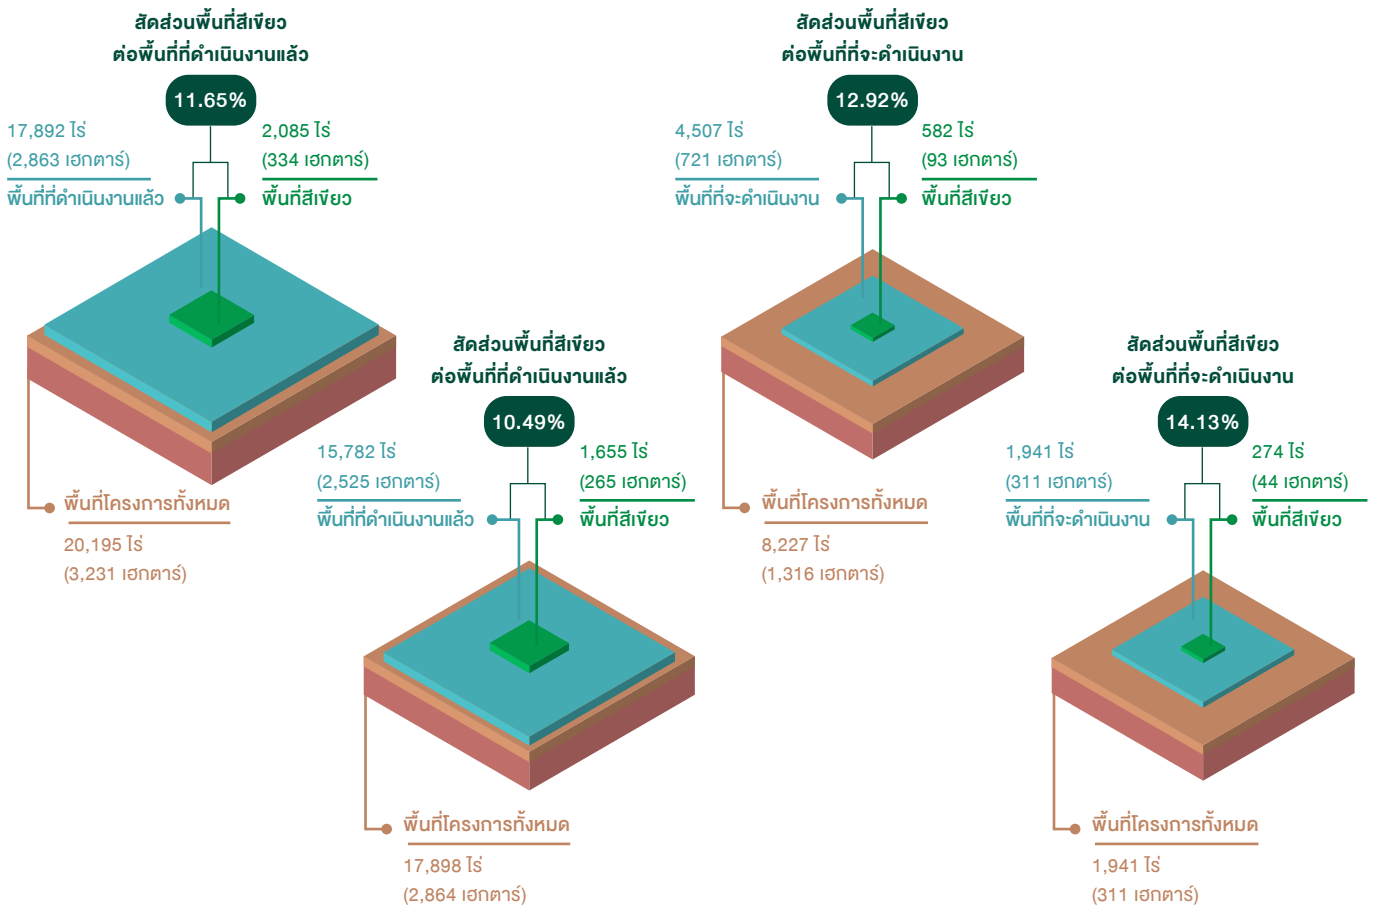 สัดส่วนพื้นที่สีเขียว
ต่อพื้นที่ที่ดำเนินงานแล้ว
11.65%
17,892 ไร่
(2,863 เฮกตาร์)
พื้นที่ที่ดำเนินงานแล้ว
2,085 ไร่
(334 เฮกตาร์)
พื้นที่สีเขียว
พื้นที่โครงการทั้งหมด
20,195 ไร่
(3,231 เฮกตาร์)
สัดส่วนพื้นที่สีเขียว
ต่อพื้นที่ที่ดำเนินงานแล้ว
10.49%
15,782 ไร่
(2,525 เฮกตาร์)
พื้นที่ที่ดำเนินงานแล้ว
1,655 ไร่
(265 เฮกตาร์)
พื้นที่สีเขียว
พื้นที่โครงการทั้งหมด
17,898 ไร่
(2,864 เฮกตาร์)
สัดส่วนพื้นที่สีเขียว
ต่อพื้นที่ที่จะดำเนินงาน
12.92%
4,507 ไร่
(721 เฮกตาร์)
พื้นที่ที่จะดำเนินงาน
582 ไร่
(93 เฮกตาร์)
พื้นที่สีเขียว
พื้นที่โครงการทั้งหมด
8,227 ไร่
(1,316 เฮกตาร์)
สัดส่วนพื้นที่สีเขียว
ต่อพื้นที่ที่จะดำเนินงาน
14.13%
1,941 ไร่
(311 เฮกตาร์)
พื้นที่ที่จะดำเนินงาน
274 ไร่
(44 เฮกตาร์)
พื้นที่สีเขียว
พื้นที่โครงการทั้งหมด
1,941 ไร่
(311 เฮกตาร์)